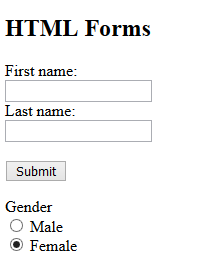 HTML Forms
First name:
Last name:
Submit
Gender
Male
Female